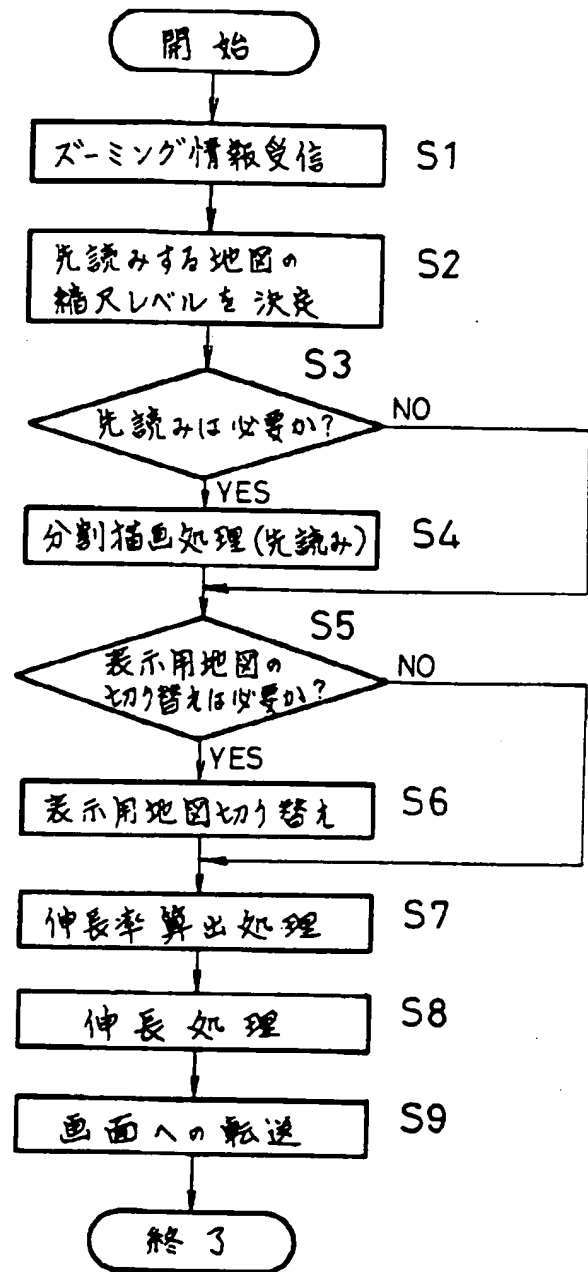 開始
ズーミング情報受信 S1
先読みする地図の
縮尺レベルを決定 S2
S3
先読みは必要か? NO
YES
分割描画処理(先読み) S4
S5
表示用地図の NO
切り替えは必要か?
YES
表示用地図切り替え S6
伸長率算出処理 S7
伸長処理 S8
画面への転送 S9
終了